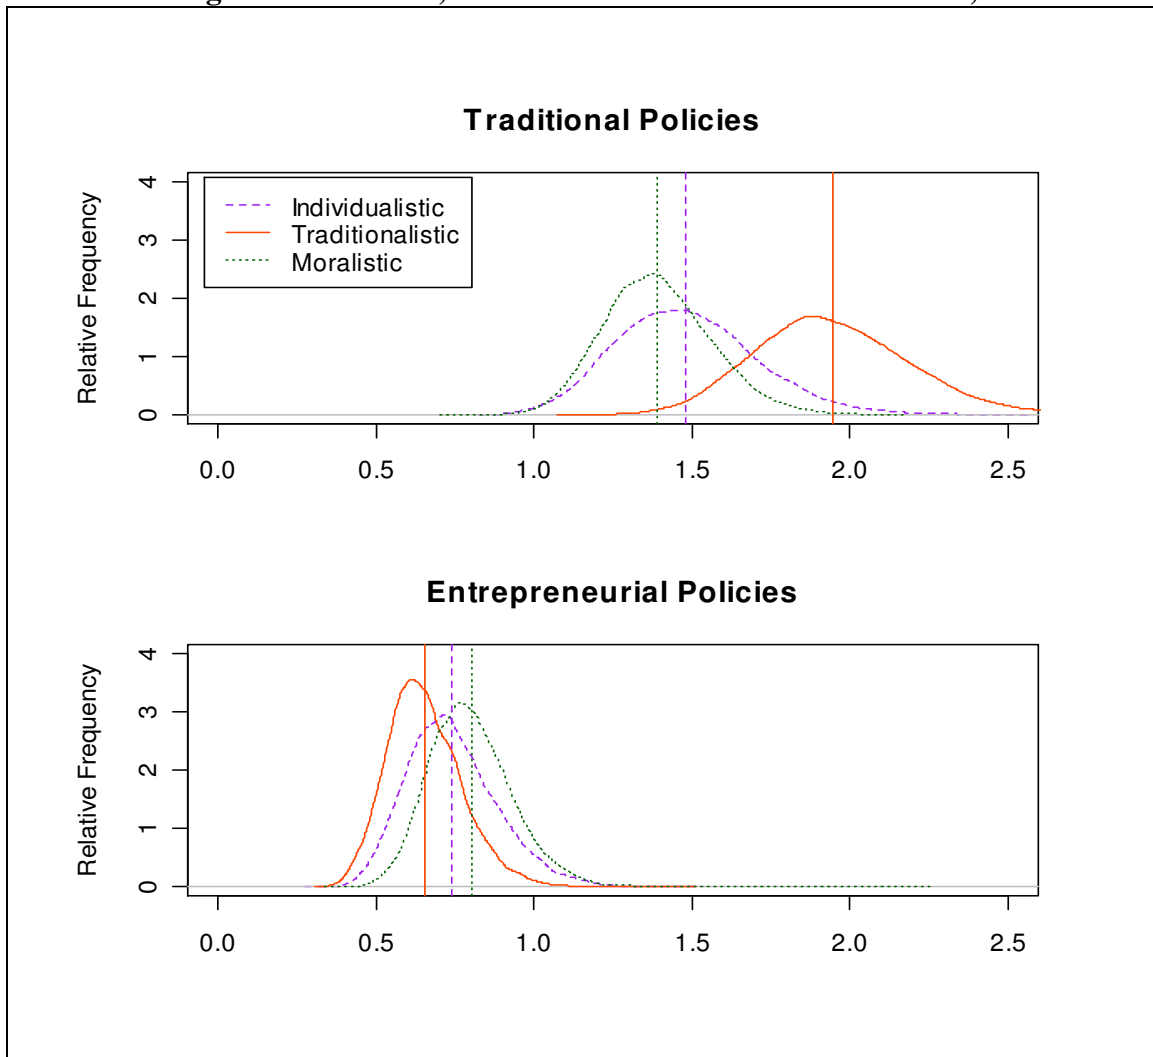 Traditional Policies
Relative Frequency
4
3
2
1
0
Individualistic
Traditionalistic
Moralistic
0.0 0.5 1.0 1.5 2.0 2.5
Entrepreneurial Policies
Relative Frequency
4
3
2
1
0
0.0 0.5 1.0 1.5 2.0 2.5